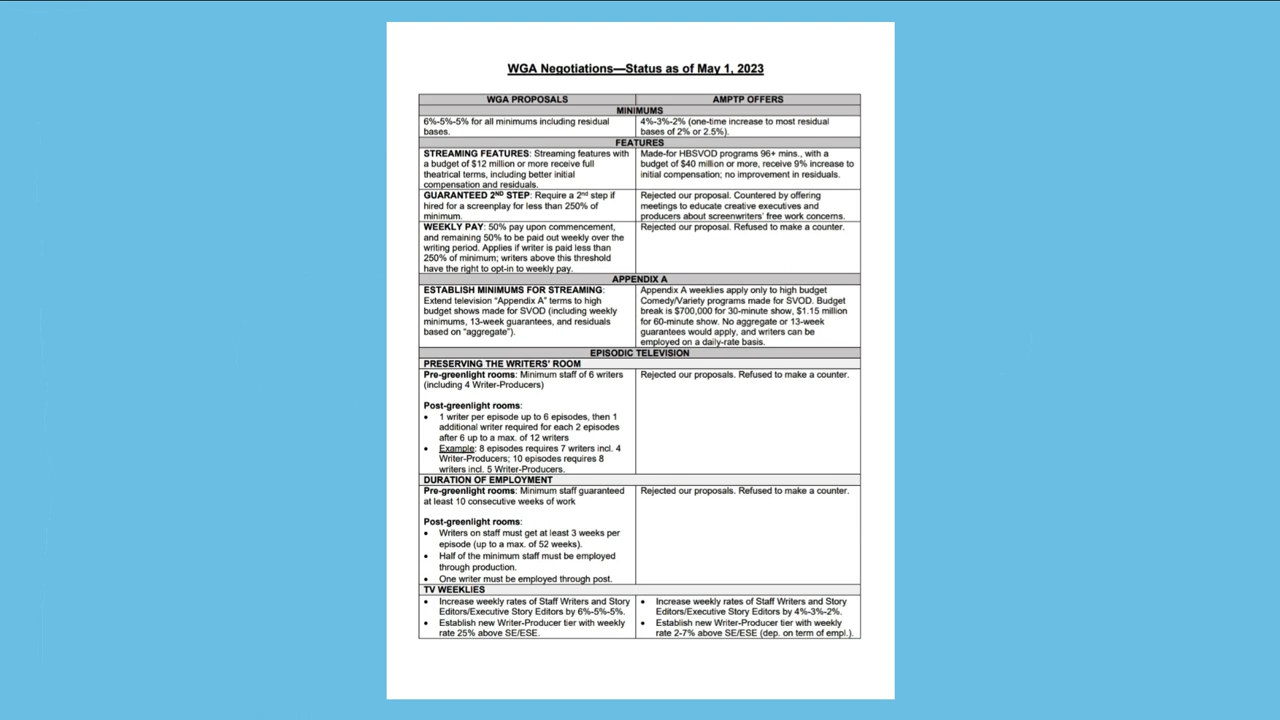 WGA Negotiations—Status as of May 1, 2023
WGA PROPOSALS
AMPTP OFFERS
MINIMUMS
6%-5%-5% for all minimums including residual
bases.
4%-3%-2% (one-time increase to most residual
bases of 2% or 2.5%).
FEATURES
STREAMING FEATURES: Streaming features with
a budget of $12 million or more receive full
theatrical terms, including better initial
compensation and residuals.
Made-for HBSVOD programs 96+ mins., with a
budget of $40 million or more, receive 9% increase to
initial compensation; no improvement in residuals.
GUARANTEED 2ND STEP: Require a 2nd step if
hired for a screenplay for less than 250% of
minimum.
Rejected our proposal. Countered by offering
meetings to educate creative executives and
producers about screenwriters' free work concerns.
WEEKLY PAY: 50% pay upon commencement,
and remaining 50% to be paid out weekly over the
writing period. Applies if writer is paid less than
250% of minimum; writers above this threshold
have the right to opt-in to weekly pay.
Rejected our proposal. Refused to make a counter.
APPENDIX A
ESTABLISH MINIMUMS FOR STREAMING:
Extend television "Appendix A" terms to high
budget shows made for SVOD (including weekly
minimums, 13-week guarantees, and residuals
based on "aggregate").
Appendix A weeklies apply only to high budget
Comedy/Variety programs made for SVOD. Budget
break is $700,000 for 30-minute show, $1.15 million
for 60-minute show. No aggregate or 13-week
guarantees would apply, and writers can be
employed on a daily-rate basis.
EPISODIC TELEVISION
PRESERVING THE WRITERS' ROOM
Pre-greenlight rooms: Minimum staff of 6 writers
(including 4 Writer-Producers)
Post-greenlight rooms:
• 1 writer per episode up to 6 episodes, then 1
additional writer required for each 2 episodes
after 6 up to a max. of 12 writers
• Example: 8 episodes requires 7 writers incl. 4
Writer-Producers; 10 episodes requires 8
writers incl. 5 Writer-Producers.
Rejected our proposals. Refused to make a counter.
DURATION OF EMPLOYMENT
Pre-greenlight rooms: Minimum staff guaranteed
at least 10 consecutive weeks of work
Post-greenlight rooms:
• Writers on staff must get at least 3 weeks per
episode (up to a max. of 52 weeks).
• Half of the minimum staff must be employed
through production.
• One writer must be employed through post.
Rejected our proposals. Refused to make a counter.
TV WEEKLIES
• Increase weekly rates of Staff Writers and Story
Editors/Executive Story Editors by 6%-5%-5%.
• Establish new Writer-Producer tier with weekly
rate 25% above SE/ESE.
• Increase weekly rates of Staff Writers and Story
Editors/Executive Story Editors by 4%-3%-2%.
• Establish new Writer-Producer tier with weekly
rate 2-7% above SE/ESE (dep. on term of empl.).